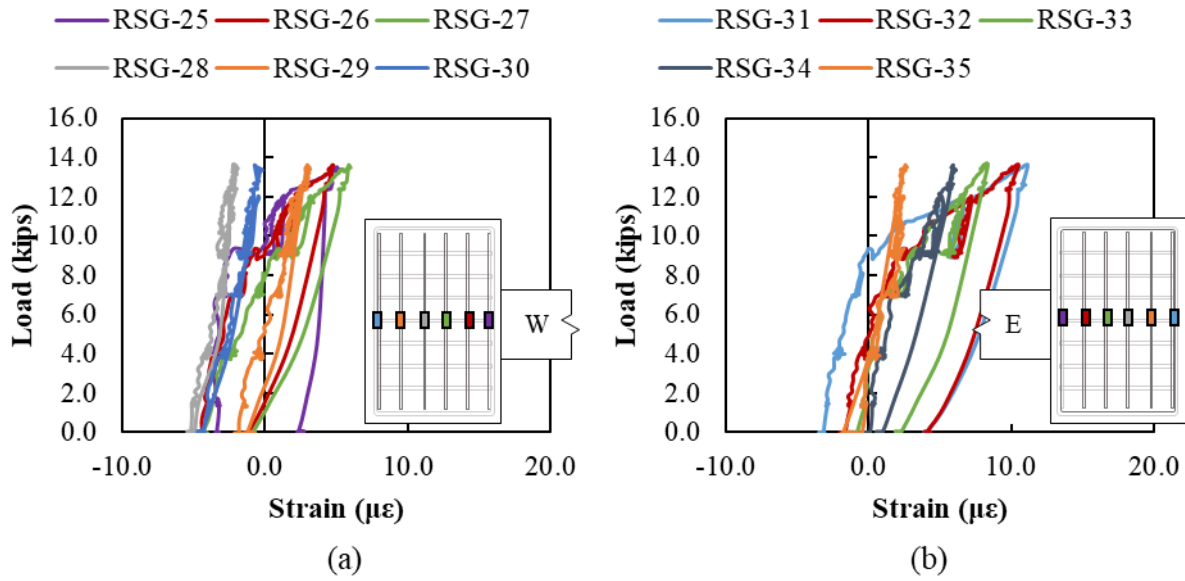 RSG-25 RSG-26 RSG-27
RSG-28 RSG-29 RSG-30
16.0
14.0
12.0
10.0
8.0
6.0
4.0
2.0
0.0
Load (kips)
W
-10.0 0.0 10.0 20.0
Strain (με)
(a)
RSG-31 RSG-32 RSG-33
RSG-34 RSG-35
16.0
14.0
12.0
10.0
8.0
6.0
4.0
2.0
0.0
Load (kips)
E
-10.0 0.0 10.0 20.0
Strain (με)
(b)